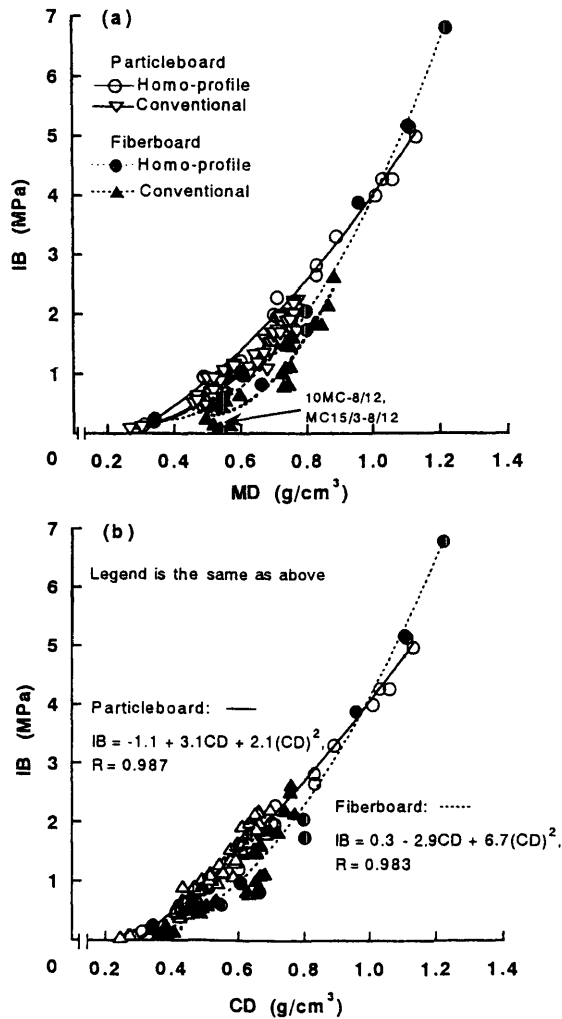 7
(a)
Particleboard
Homo-profile
6
Conventional
5
Fiberboard
Homo-profile
Conventional
4
IB (MPa)
3
2
1
10MC-8/12,
MC15/3-8/12
0
0.2
0.4
0.6
0.8
1.0
1.2
1.4
MD (g/cm³)
7
(b)
6
Legend is the same as above
5
4
Particleboard:
IB = -1.1 + 3.1CD + 2.1(CD)²,
R = 0.987
IB (MPa)
3
2
Fiberboard:
IB = 0.3 - 2.9CD + 6.7(CD)²,
R = 0.983
1
0
0.2
0.4
0.6
0.8
1.0
1.2
1.4
CD (g/cm³)